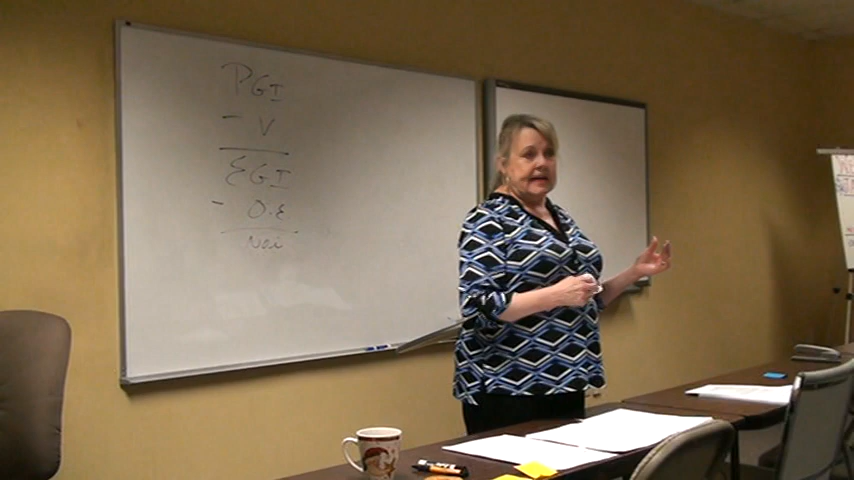 PGI
- V
EGI
- O.E
NOI